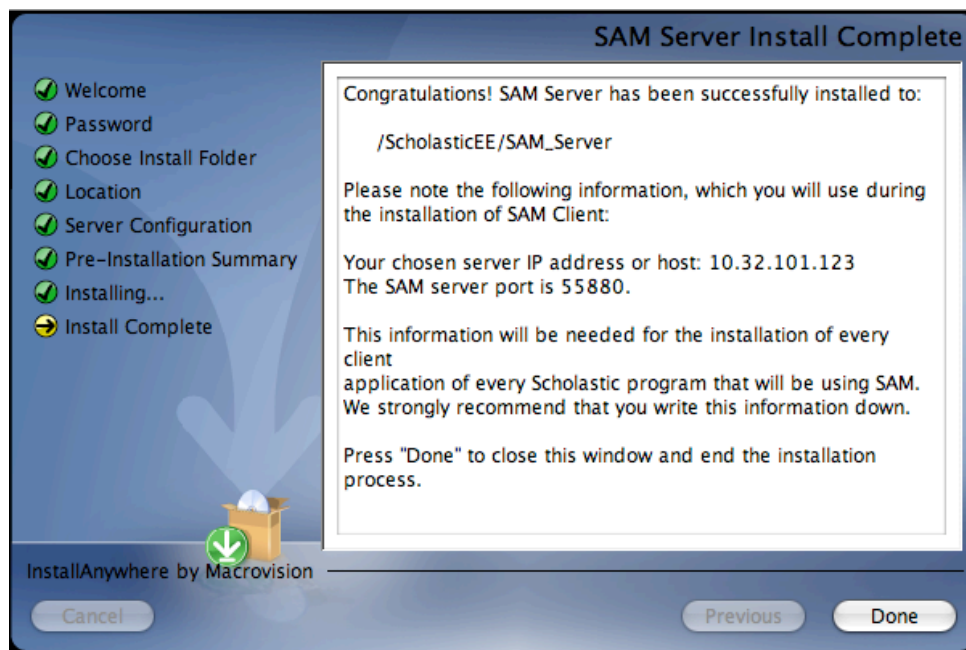 SAM Server Install Complete
Welcome
Password
Choose Install Folder
Location
Server Configuration
Pre-Installation Summary
Installing...
Install Complete
Congratulations! SAM Server has been successfully installed to:
/ScholasticEE/SAM_Server
Please note the following information, which you will use during
the installation of SAM Client:
Your chosen server IP address or host: 10.32.101.123
The SAM server port is 55880.
This information will be needed for the installation of every
client
application of every Scholastic program that will be using SAM.
We strongly recommend that you write this information down.
Press "Done" to close this window and end the installation
process.
InstallAnywhere by Macrovision
Cancel
Previous
Done